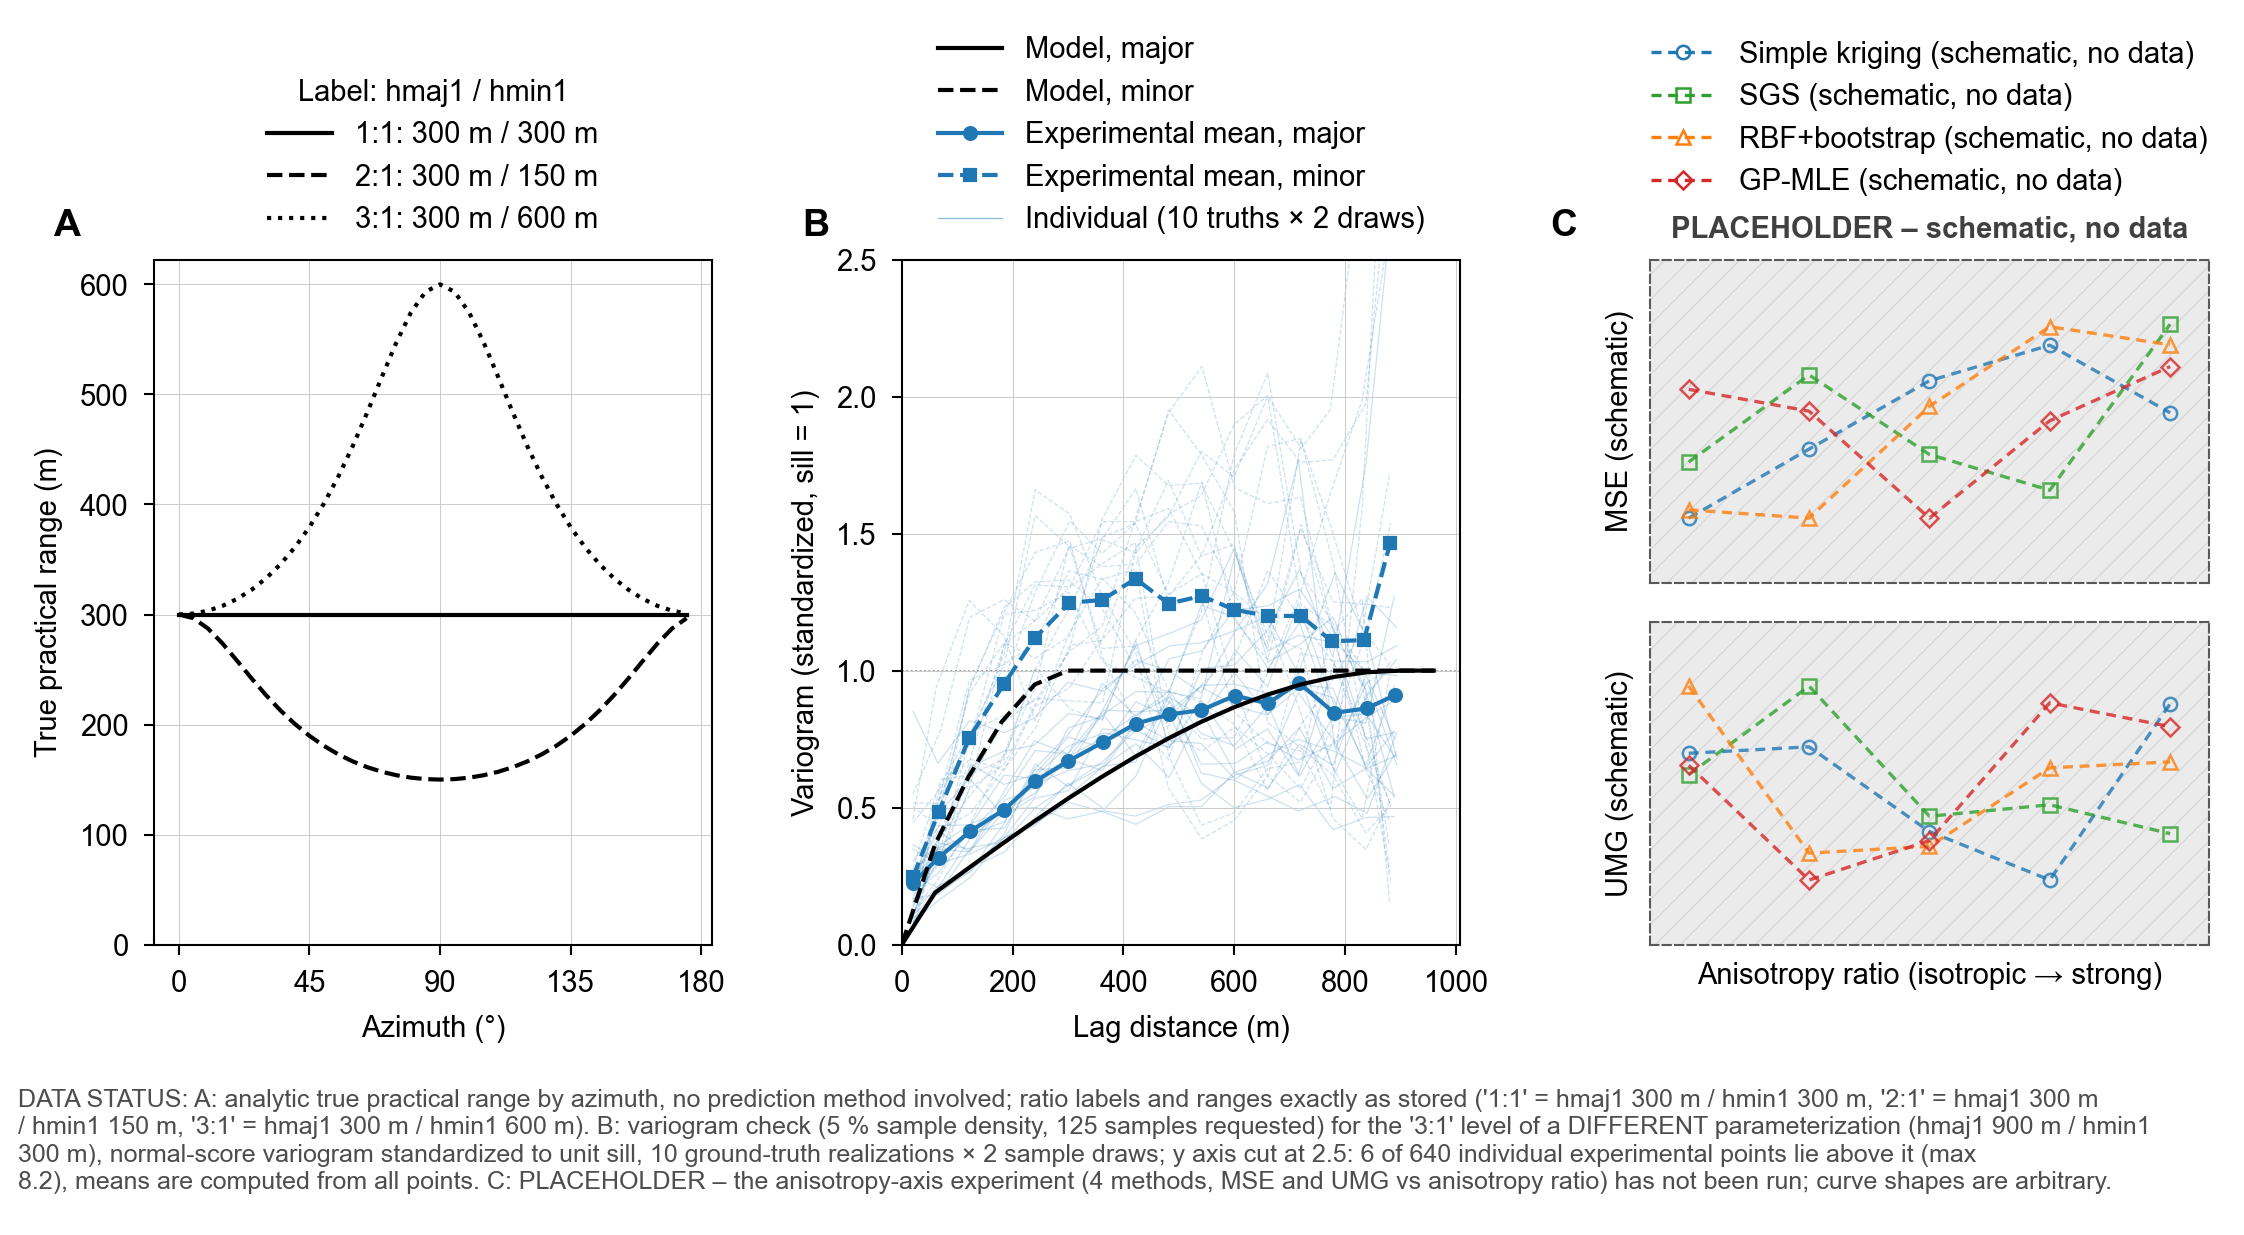 Label: hmaj1 / hmin1
1:1: 300 m / 300 m
2:1: 300 m / 150 m
3:1: 300 m / 600 m
A
600
500
400
300
200
100
0
True practical range (m)
0 45 90 135 180
Azimuth (°)
Model, major
Model, minor
Experimental mean, major
Experimental mean, minor
Individual (10 truths × 2 draws)
B
2.5
2.0
1.5
1.0
0.5
0.0
Variogram (standardized, sill = 1)
0 200 400 600 800 1000
Lag distance (m)
Simple kriging (schematic, no data)
SGS (schematic, no data)
RBF+bootstrap (schematic, no data)
GP-MLE (schematic, no data)
C
PLACEHOLDER – schematic, no data
MSE (schematic)
UMG (schematic)
Anisotropy ratio (isotropic → strong)
DATA STATUS: A: analytic true practical range by azimuth, no prediction method involved; ratio labels and ranges exactly as stored ('1:1' = hmaj1 300 m / hmin1 300 m, '2:1' = hmaj1 300 m
/ hmin1 150 m, '3:1' = hmaj1 300 m / hmin1 600 m). B: variogram check (5 % sample density, 125 samples requested) for the '3:1' level of a DIFFERENT parameterization (hmaj1 900 m / hmin1
300 m), normal-score variogram standardized to unit sill, 10 ground-truth realizations × 2 sample draws; y axis cut at 2.5: 6 of 640 individual experimental points lie above it (max
8.2), means are computed from all points. C: PLACEHOLDER – the anisotropy-axis experiment (4 methods, MSE and UMG vs anisotropy ratio) has not been run; curve shapes are arbitrary.